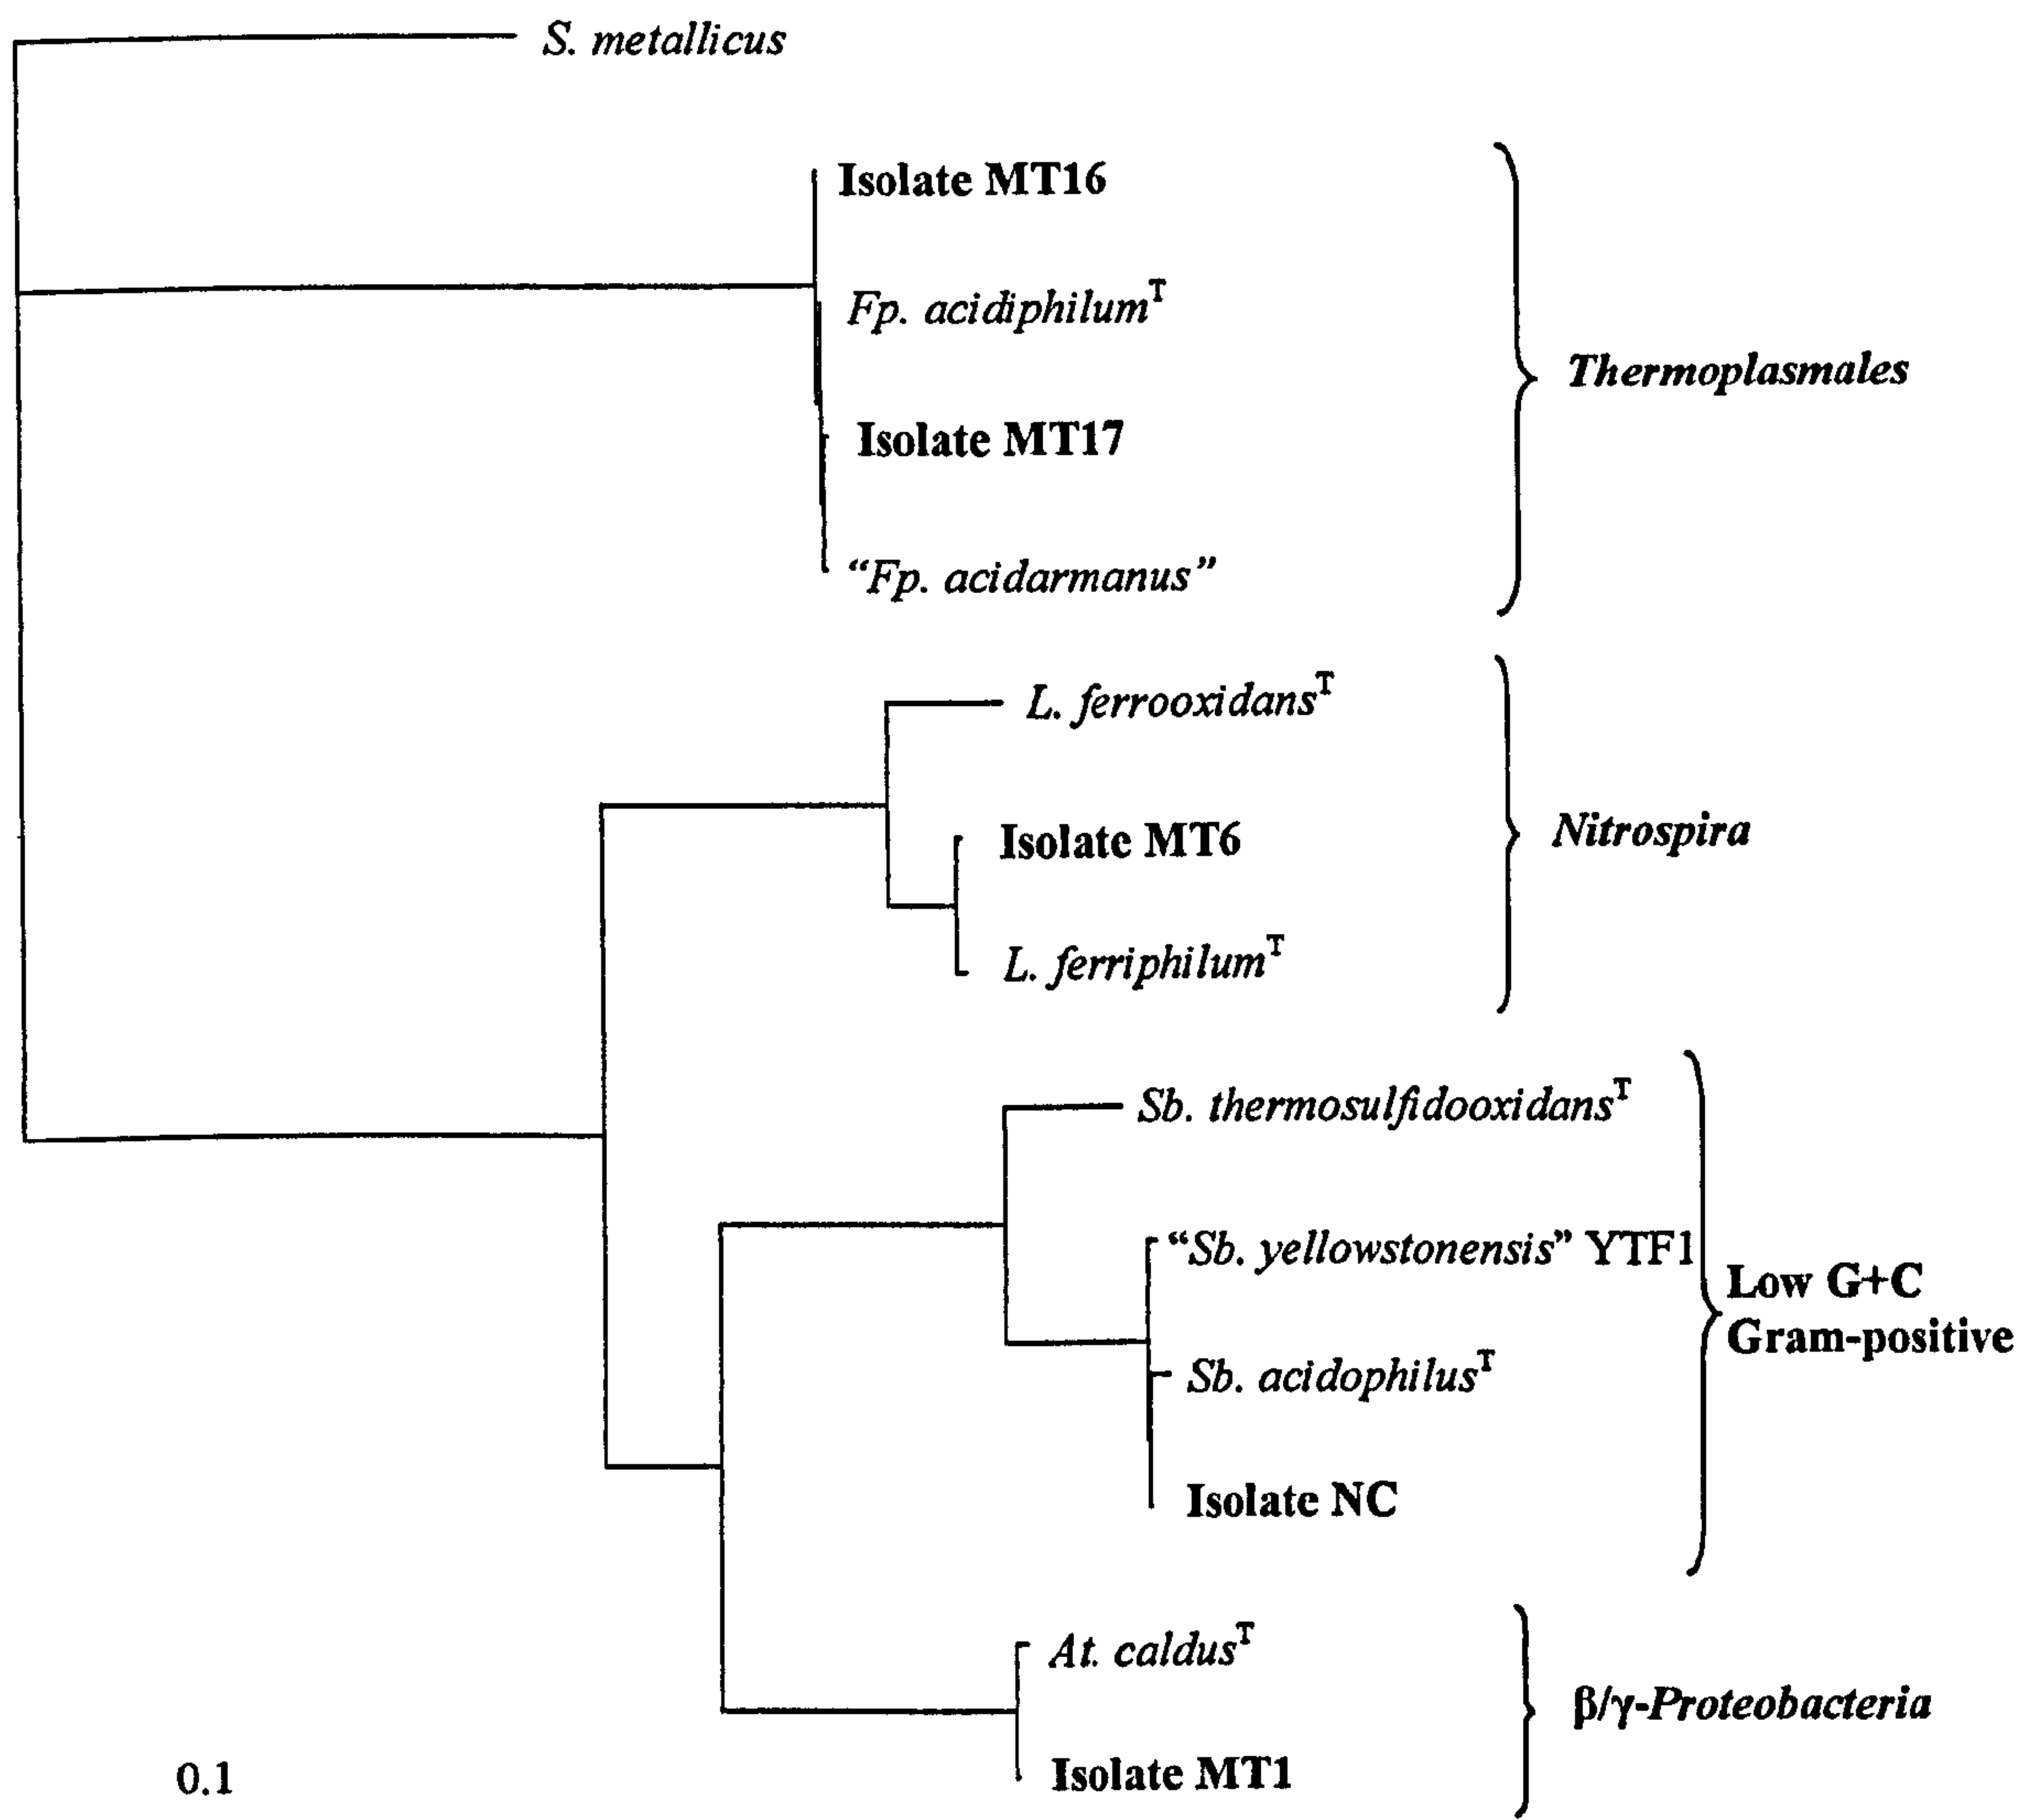 S. metallicus
Isolate MT16
Fp. acidiphilumᵀ
Isolate MT17
“Fp. acidarmanus”
Thermoplasmales
L. ferrooxidansᵀ
Isolate MT6
L. ferriphilumᵀ
Nitrospira
Sb. thermosulfidooxidansᵀ
“Sb. yellowstonensis” YTF1
Sb. acidophilusᵀ
Isolate NC
Low G+C
Gram-positive
At. caldusᵀ
Isolate MT1
β/γ-Proteobacteria
0.1